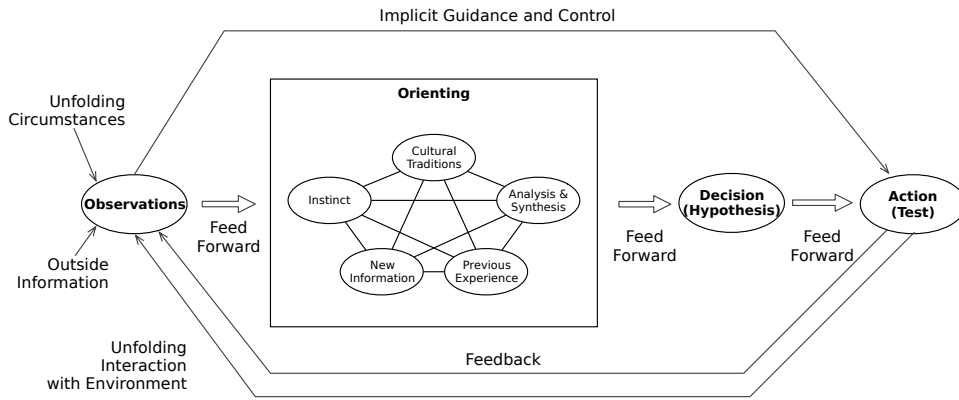 Implicit Guidance and Control
Unfolding
Circumstances
Observations
Outside
Information
Feed
Forward
Orienting
Cultural
Traditions
Instinct
Analysis &
Synthesis
New
Information
Previous
Experience
Feed
Forward
Decision
(Hypothesis)
Feed
Forward
Action
(Test)
Unfolding
Interaction
with Environment
Feedback